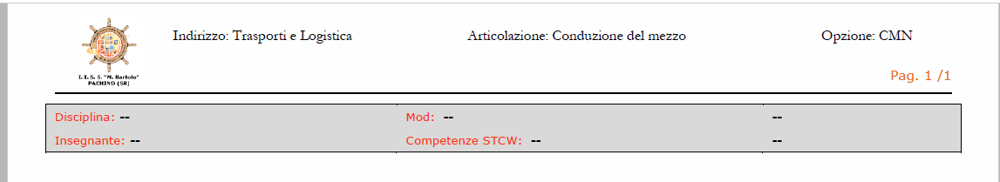 Indirizzo: Trasporti e Logistica Articolazione: Conduzione del mezzo Opzione: CMN
I. I. S. S. "M. Bartolo"
PACHINO (SR)
Pag. 1 /1
Disciplina: -- Mod: -- --
Insegnante: -- Competenze STCW: -- --